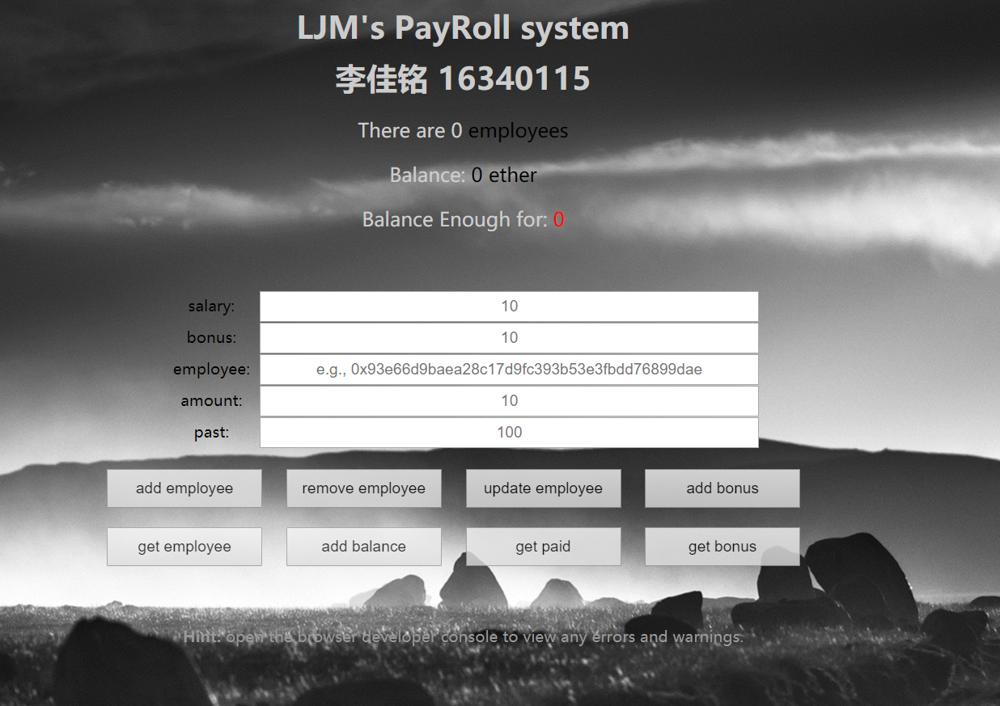 LJM's PayRoll system
李佳铭 16340115
There are 0 employees
Balance: 0 ether
Balance Enough for: 0
salary: 10
bonus: 10
employee: e.g., 0x93e66d9baea28c17d9fc393b53e3fbdd76899dae
amount: 10
past: 100
add employee remove employee update employee add bonus
get employee add balance get paid get bonus
Hint: open the browser developer console to view any errors and warnings.